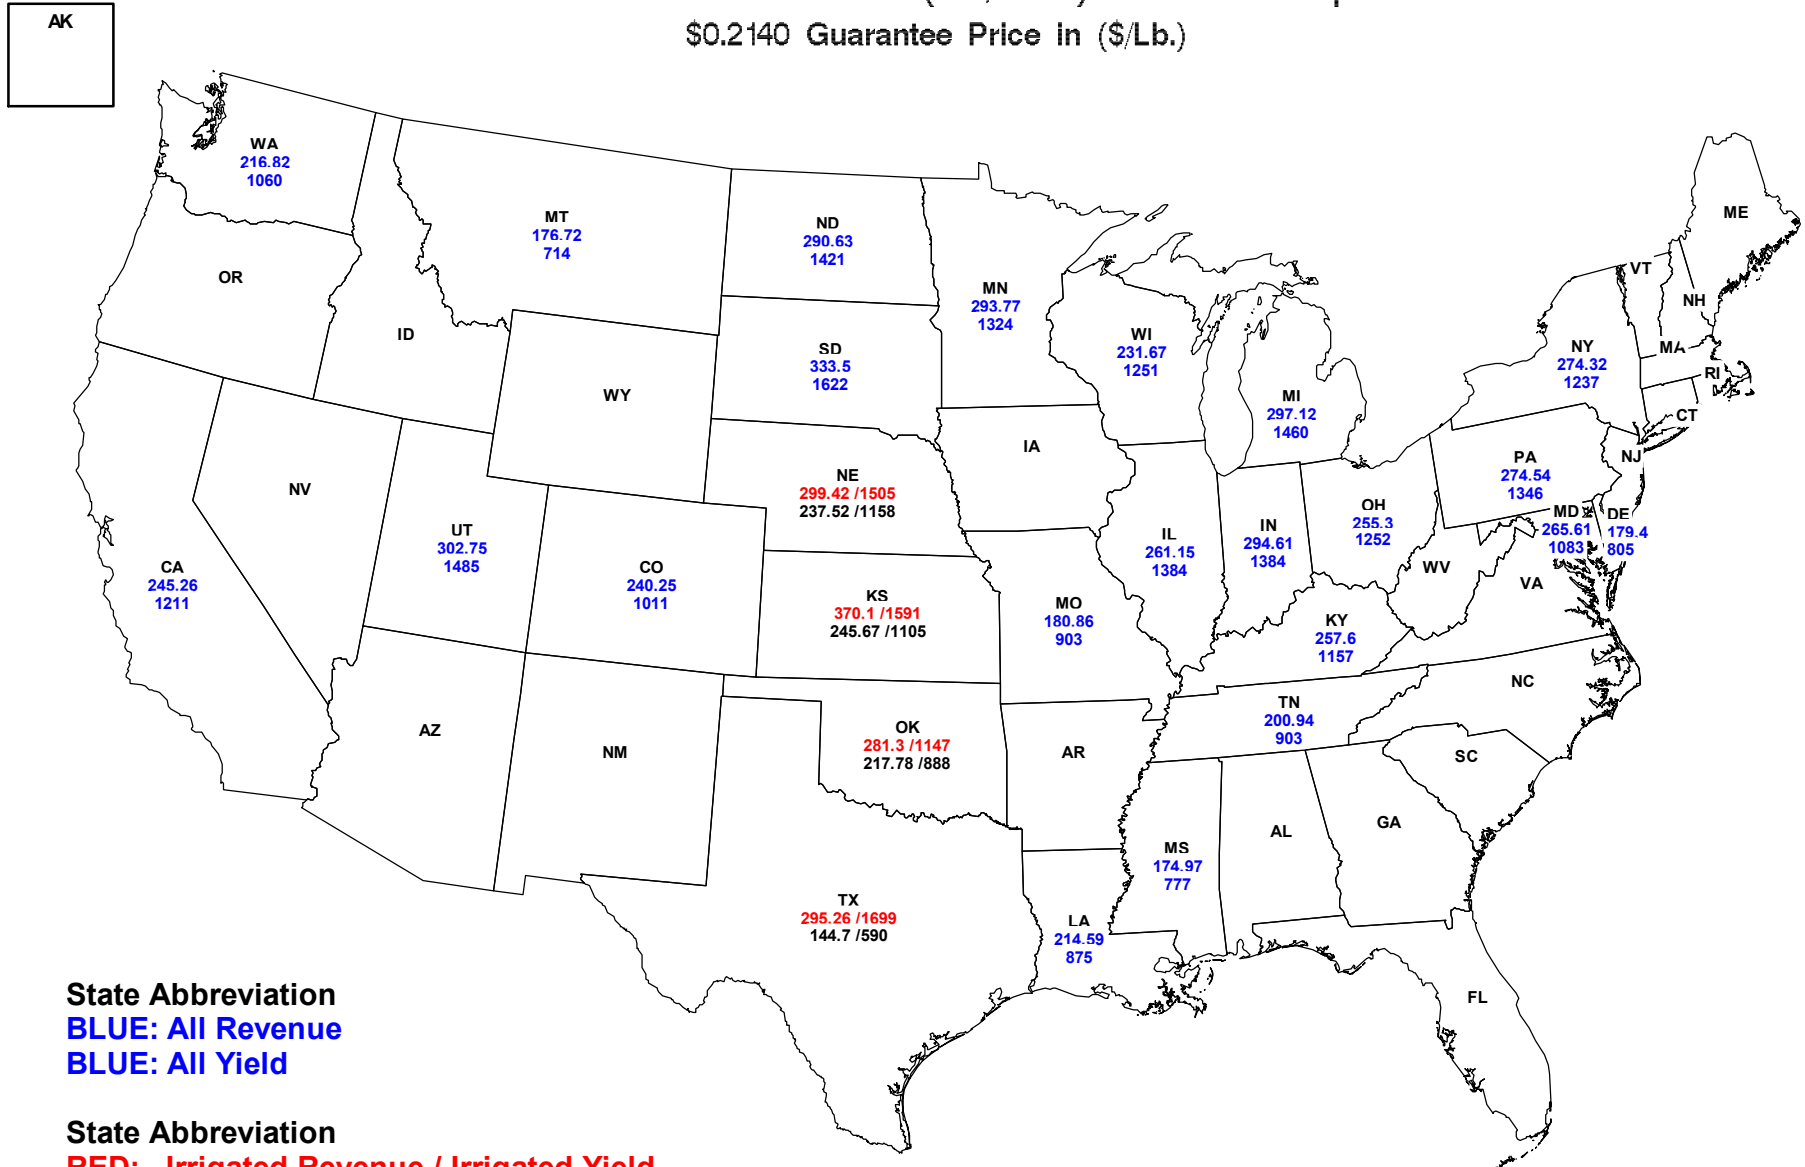 AK
$0.2140 Guarantee Price in ($/Lb.)
WA
216.82
1060
MT
176.72
714
ND
290.63
1421
MN
293.77
1324
ME
OR
ID
VT
NH
WI
231.67
1251
SD
333.5
1622
NY
274.32
1237
MA
RI
WY
MI
297.12
1460
CT
IA
NJ
NV
NE
299.42 /1505
237.52 /1158
PA
274.54
1346
UT
302.75
1485
IL
261.15
1384
IN
294.61
1384
OH
255.3
1252
MD
265.61
1083
DE
179.4
805
CA
245.26
1211
CO
240.25
1011
KS
370.1 /1591
245.67 /1105
WV
VA
MO
180.86
903
KY
257.6
1157
NC
AZ
NM
OK
281.3 /1147
217.78 /888
AR
TN
200.94
903
SC
MS
174.97
777
AL
GA
TX
295.26 /1699
144.7 /590
LA
214.59
875
FL
State Abbreviation
BLUE: All Revenue
BLUE: All Yield
State Abbreviation
RED: Irrigated Revenue / Irrigated Yield